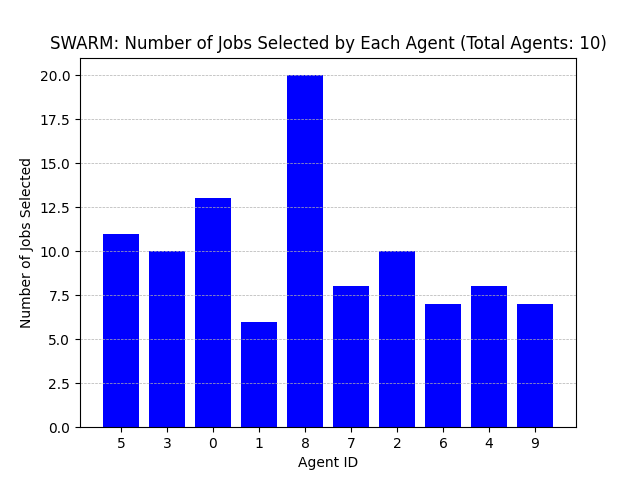 SWARM: Number of Jobs Selected by Each Agent (Total Agents: 10)
20.0
17.5
15.0
12.5
10.0
7.5
5.0
2.5
0.0
Number of Jobs Selected
5 3 0 1 8 7 2 6 4 9
Agent ID